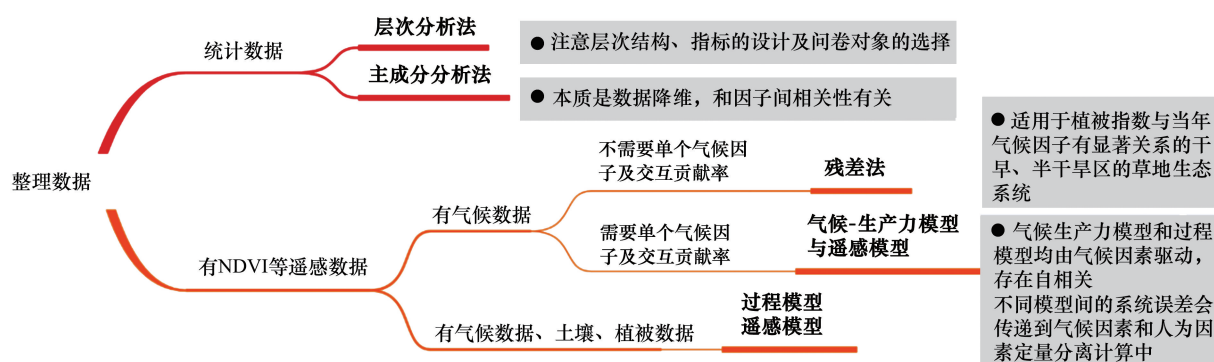 整理数据
统计数据
层次分析法
● 注意层次结构、指标的设计及问卷对象的选择
主成分分析法
● 本质是数据降维，和因子间相关性有关
有NDVI等遥感数据
有气候数据
不需要单个气候因
子及交互贡献率
残差法
● 适用于植被指数与当年
气候因子有显著关系的干
旱、半干旱区的草地生态
系统
需要单个气候因
子及交互贡献率
气候-生产力模型
与遥感模型
● 气候生产力模型和过程
模型均由气候因素驱动，
存在自相关
不同模型间的系统误差会
传递到气候因素和人为因
素定量分离计算中
有气候数据、土壤、植被数据
过程模型
遥感模型